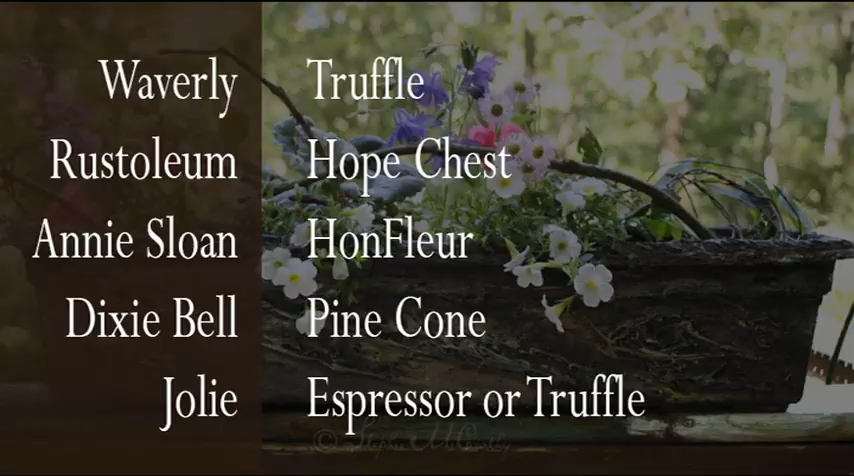 Waverly Truffle
Rustoleum Hope Chest
Annie Sloan HonFleur
Dixie Bell Pine Cone
Jolie Espressor or Truffle